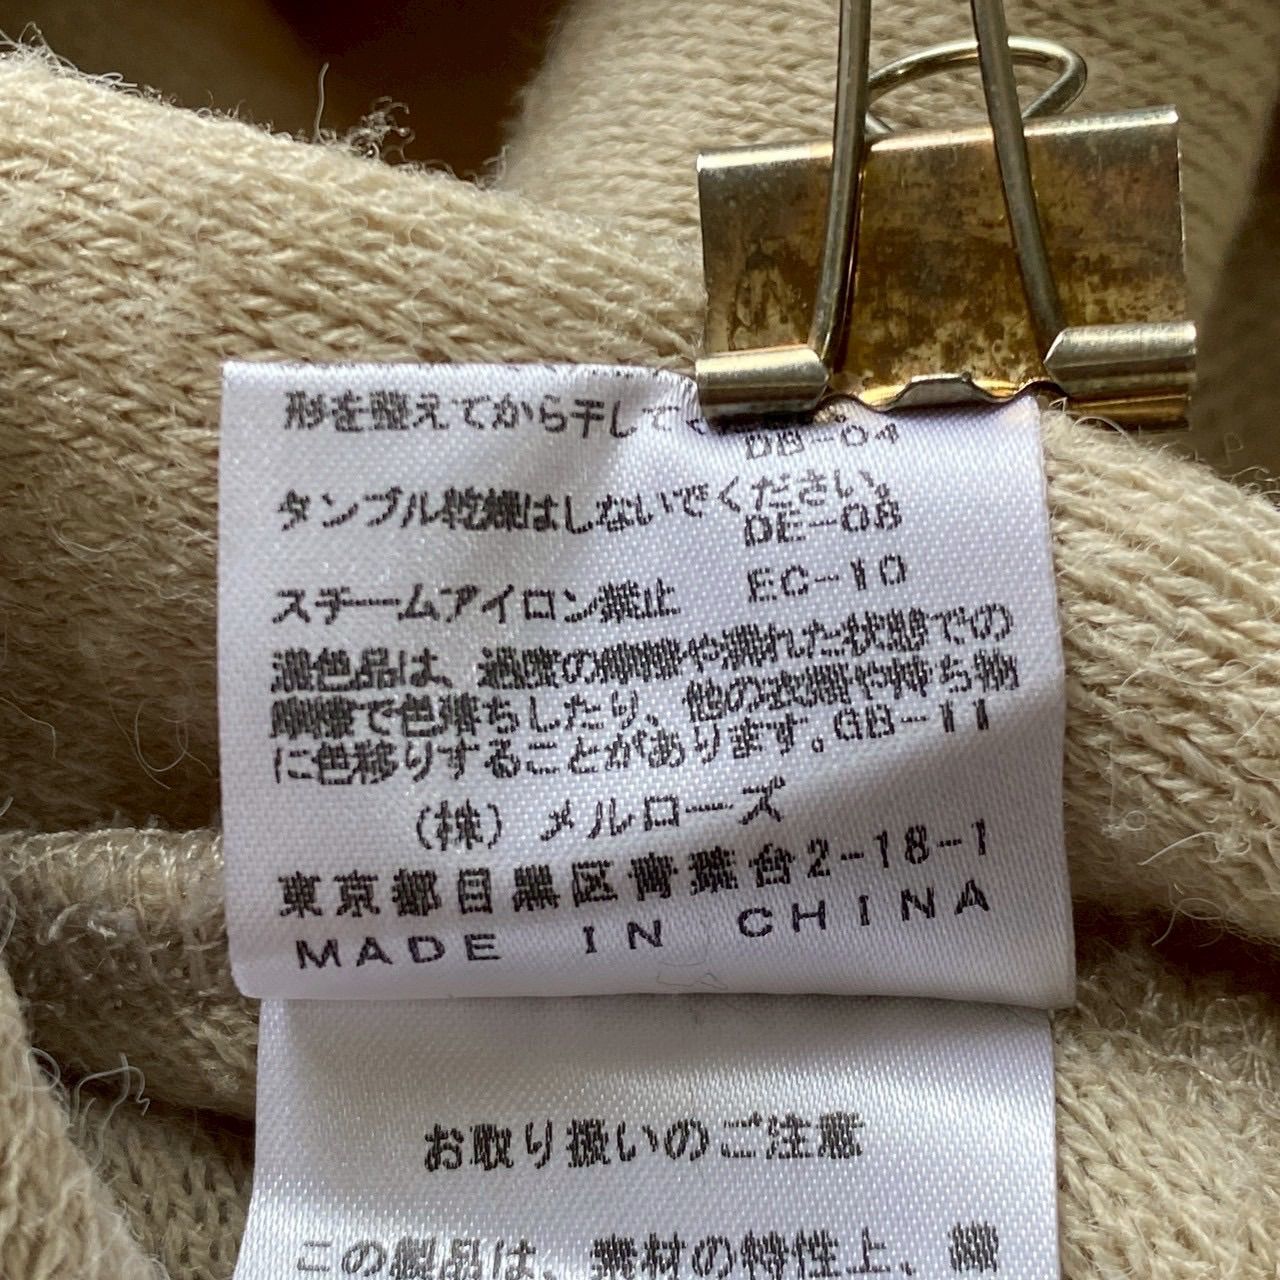 形を整えてから干してく
DB-04
タンブル乾燥はしないでください。
DE-08
スチームアイロン禁止 EC-10
濃色品は、過度の摩擦や濡れた状態での
摩擦で色落ちしたり、他の衣類や持ち物
に色移りすることがあります。GB-11
（株）メルローズ
東京都目黒区青葉台2-18-1
MADE IN CHINA
お取り扱いのご注意
この製品は、素材の特性上、